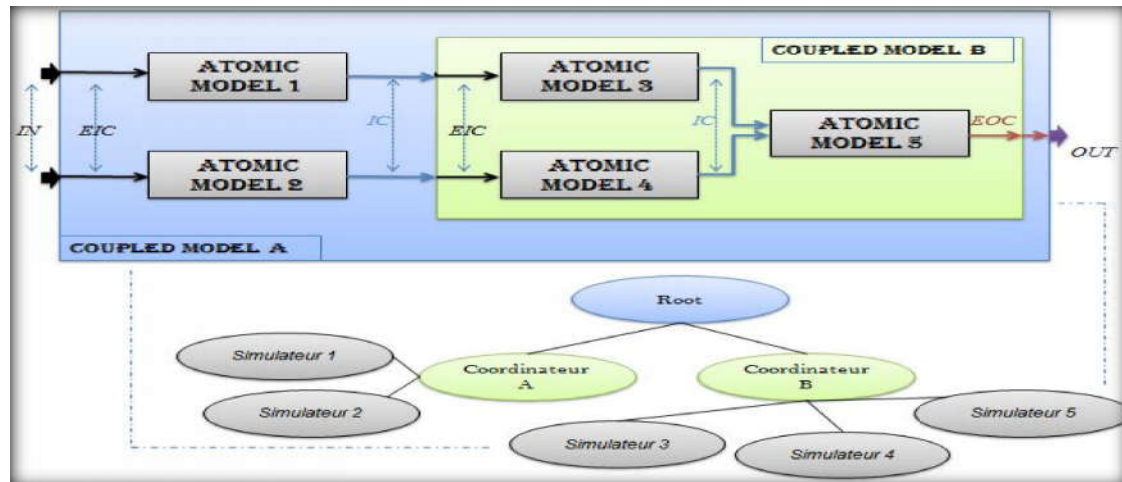 COUPLED MODEL B
ATOMIC
MODEL 1
ATOMIC
MODEL 3
IN
EIC
IC
EIC
IC
ATOMIC
MODEL 5
EOC
OUT
ATOMIC
MODEL 2
ATOMIC
MODEL 4
COUPLED MODEL A
Root
Simulateur 1
Coordinateur
A
Coordinateur
B
Simulateur 2
Simulateur 5
Simulateur 3
Simulateur 4